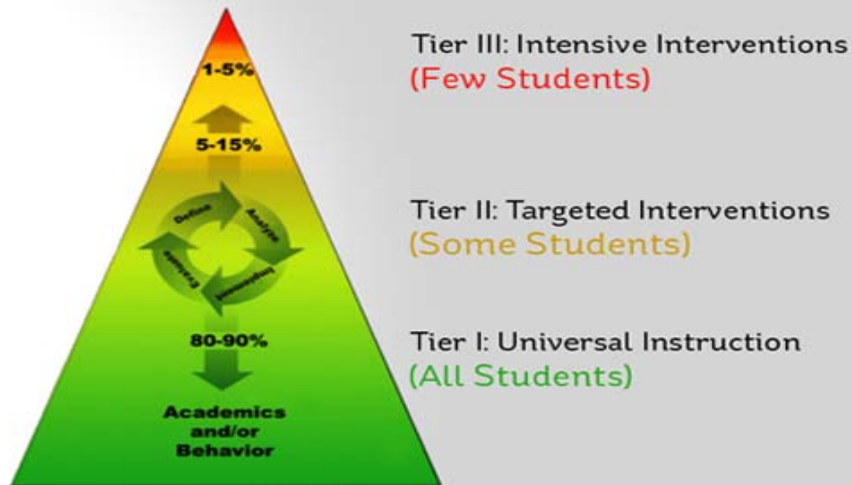 1-5%
5-15%
Define
Analyze
Implement
Evaluate
80-90%
Academics
and/or
Behavior
Tier III: Intensive Interventions
(Few Students)
Tier II: Targeted Interventions
(Some Students)
Tier I: Universal Instruction
(All Students)